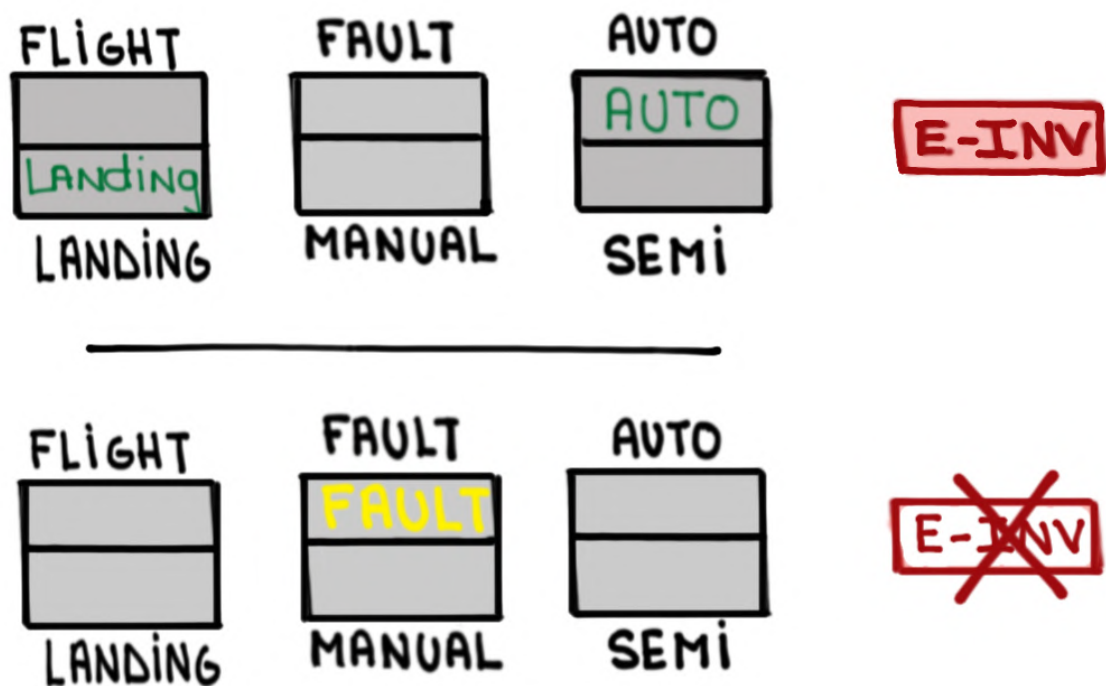 FLiGHT FAULT AUTO
AUTO
E-INV
LANdiNg
LANDiNG MANUAL SEMi
FLiGHT FAULT AUTO
FAULT
E-INV
LANDiNG MANUAL SEMi